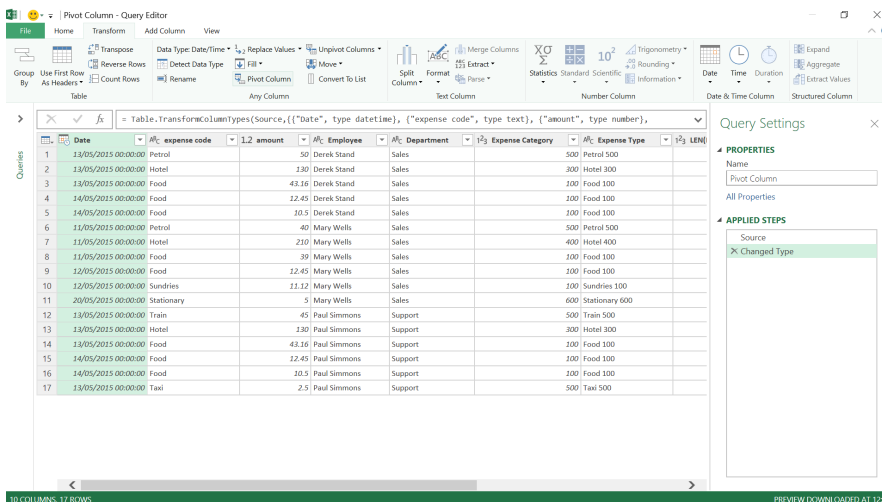 Pivot Column - Query Editor
File Home Transform Add Column View
Transpose
Reverse Rows
Count Rows
Group By
Use First Row As Headers
Table
Data Type: Date/Time
Detect Data Type
Rename
Replace Values
Fill
Pivot Column
Unpivot Columns
Move
Convert To List
Any Column
Split Column
Format
Merge Columns
Extract
Parse
Text Column
Statistics
Standard
Scientific
Trigonometry
Rounding
Information
Number Column
Date
Time
Duration
Date & Time Column
Expand
Aggregate
Extract Values
Structured Column
= Table.TransformColumnTypes(Source,{{"Date", type datetime}, {"expense code", type text}, {"amount", type number},
Queries
Date expense code 1.2 amount Employee Department Expense Category Expense Type LEN(
1 13/05/2015 00:00:00 Petrol 50 Derek Stand Sales 500 Petrol 500
2 13/05/2015 00:00:00 Hotel 130 Derek Stand Sales 300 Hotel 300
3 13/05/2015 00:00:00 Food 43.16 Derek Stand Sales 100 Food 100
4 14/05/2015 00:00:00 Food 12.45 Derek Stand Sales 100 Food 100
5 14/05/2015 00:00:00 Food 10.5 Derek Stand Sales 100 Food 100
6 11/05/2015 00:00:00 Petrol 40 Mary Wells Sales 500 Petrol 500
7 11/05/2015 00:00:00 Hotel 210 Mary Wells Sales 400 Hotel 400
8 11/05/2015 00:00:00 Food 39 Mary Wells Sales 100 Food 100
9 12/05/2015 00:00:00 Food 12.45 Mary Wells Sales 100 Food 100
10 12/05/2015 00:00:00 Sundries 11.12 Mary Wells Sales 100 Sundries 100
11 20/05/2015 00:00:00 Stationary 5 Mary Wells Sales 600 Stationary 600
12 13/05/2015 00:00:00 Train 45 Paul Simmons Support 500 Train 500
13 13/05/2015 00:00:00 Hotel 130 Paul Simmons Support 300 Hotel 300
14 13/05/2015 00:00:00 Food 43.16 Paul Simmons Support 100 Food 100
15 14/05/2015 00:00:00 Food 12.45 Paul Simmons Support 100 Food 100
16 14/05/2015 00:00:00 Food 10.5 Paul Simmons Support 100 Food 100
17 13/05/2015 00:00:00 Taxi 2.5 Paul Simmons Support 500 Taxi 500
Query Settings
PROPERTIES
Name
Pivot Column
All Properties
APPLIED STEPS
Source
Changed Type
10 COLUMNS, 17 ROWS
PREVIEW DOWNLOADED AT 12: